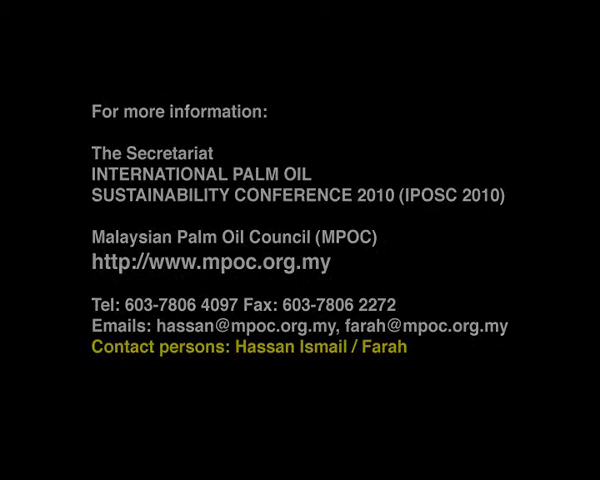 For more information:
The Secretariat
INTERNATIONAL PALM OIL
SUSTAINABILITY CONFERENCE 2010 (IPOSC 2010)
Malaysian Palm Oil Council (MPOC)
http://www.mpoc.org.my
Tel: 603-7806 4097 Fax: 603-7806 2272
Emails: hassan@mpoc.org.my, farah@mpoc.org.my
Contact persons: Hassan Ismail / Farah